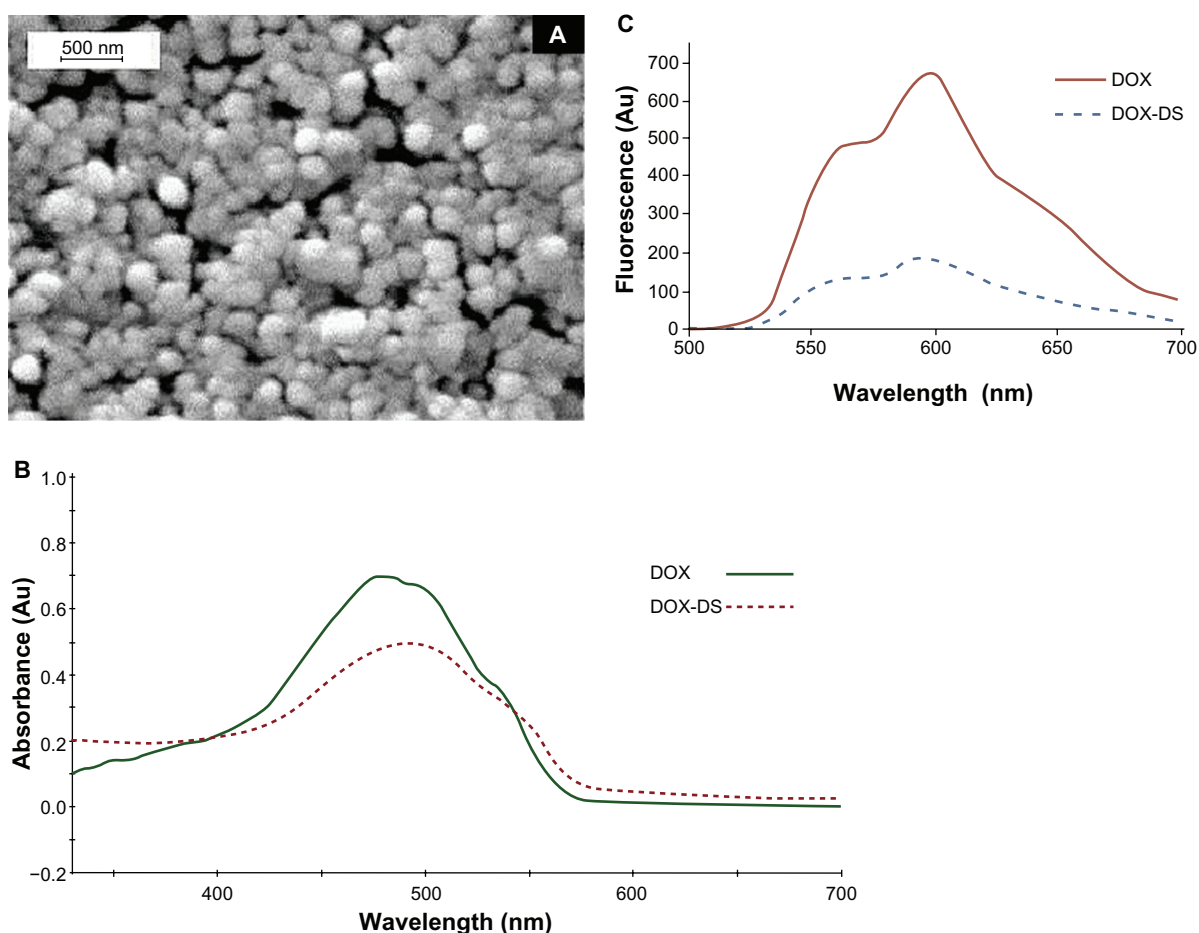 A
500 nm
C
700
600
500
400
300
200
100
0
Fluorescence (Au)
500 550 600 650 700
Wavelength (nm)
DOX
DOX-DS
B
1.0
0.8
0.6
0.4
0.2
0.0
−0.2
Absorbance (Au)
400 500 600 700
Wavelength (nm)
DOX
DOX-DS